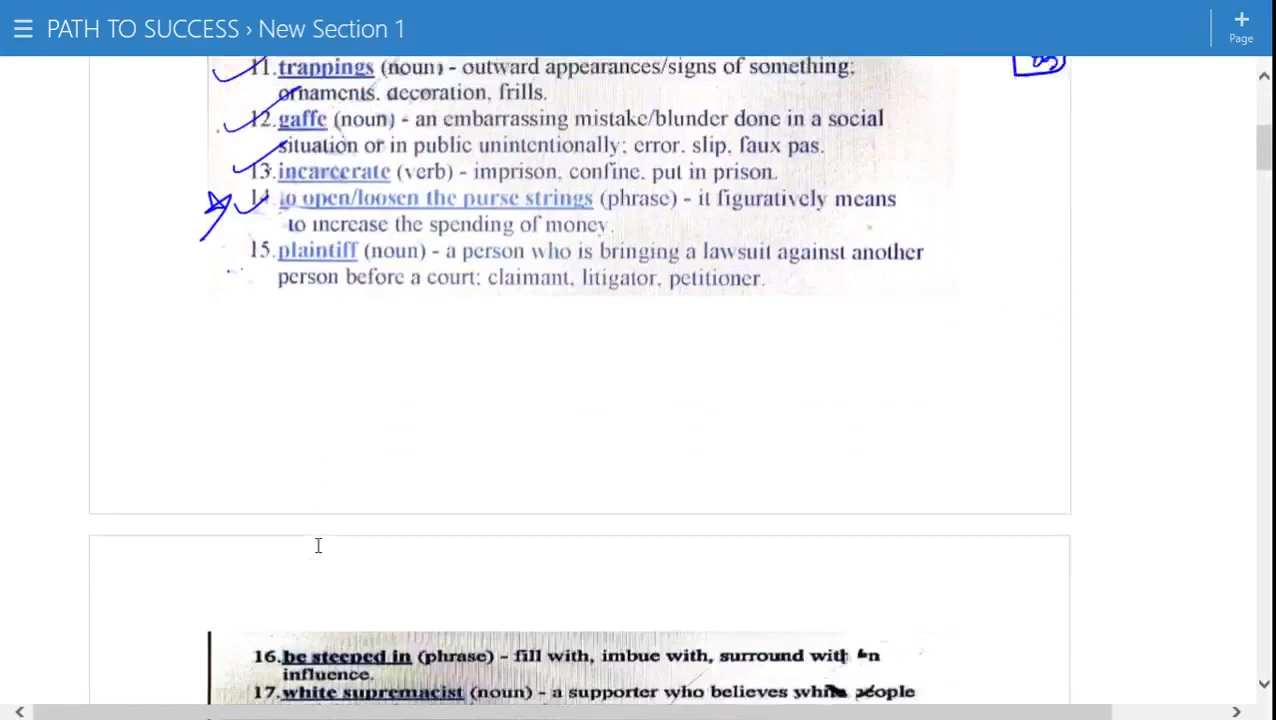 PATH TO SUCCESS › New Section 1
Page
11. trappings (noun) - outward appearances/signs of something;
ornaments, decoration, frills.
12. gaffe (noun) - an embarrassing mistake/blunder done in a social
situation or in public unintentionally; error, slip, faux pas.
13. incarcerate (verb) - imprison, confine, put in prison.
14. to open/loosen the purse strings (phrase) - it figuratively means
to increase the spending of money.
15. plaintiff (noun) - a person who is bringing a lawsuit against another
person before a court; claimant, litigator, petitioner.
16. be steeped in (phrase) - fill with, imbue with, surround with an
influence.
17. white supremacist (noun) - a supporter who believes white people